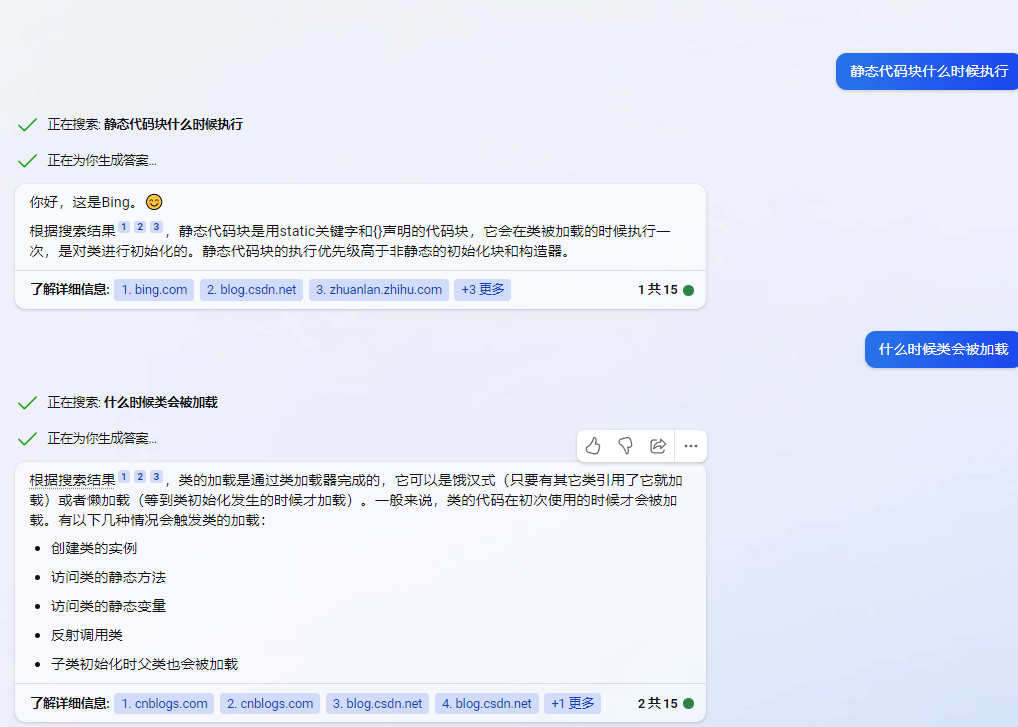 静态代码块什么时候执行
正在搜索: 静态代码块什么时候执行
正在为你生成答案...
你好，这是Bing。😊
根据搜索结果 1 2 3 ，静态代码块是用static关键字和{}声明的代码块，它会在类被加载的时候执行一
次，是对类进行初始化的。静态代码块的执行优先级高于非静态的初始化块和构造器。
了解详细信息: 1. bing.com 2. blog.csdn.net 3. zhuanlan.zhihu.com +3 更多 1 共 15
什么时候类会被加载
正在搜索: 什么时候类会被加载
正在为你生成答案...
根据搜索结果 1 2 3 ，类的加载是通过类加载器完成的，它可以是饿汉式（只要有其它类引用了它就加
载）或者懒加载（等到类初始化发生的时候才加载）。一般来说，类的代码在初次使用的时候才会被加
载。有以下几种情况会触发类的加载：
• 创建类的实例
• 访问类的静态方法
• 访问类的静态变量
• 反射调用类
• 子类初始化时父类也会被加载
了解详细信息: 1. cnblogs.com 2. cnblogs.com 3. blog.csdn.net 4. blog.csdn.net +1 更多 2 共 15